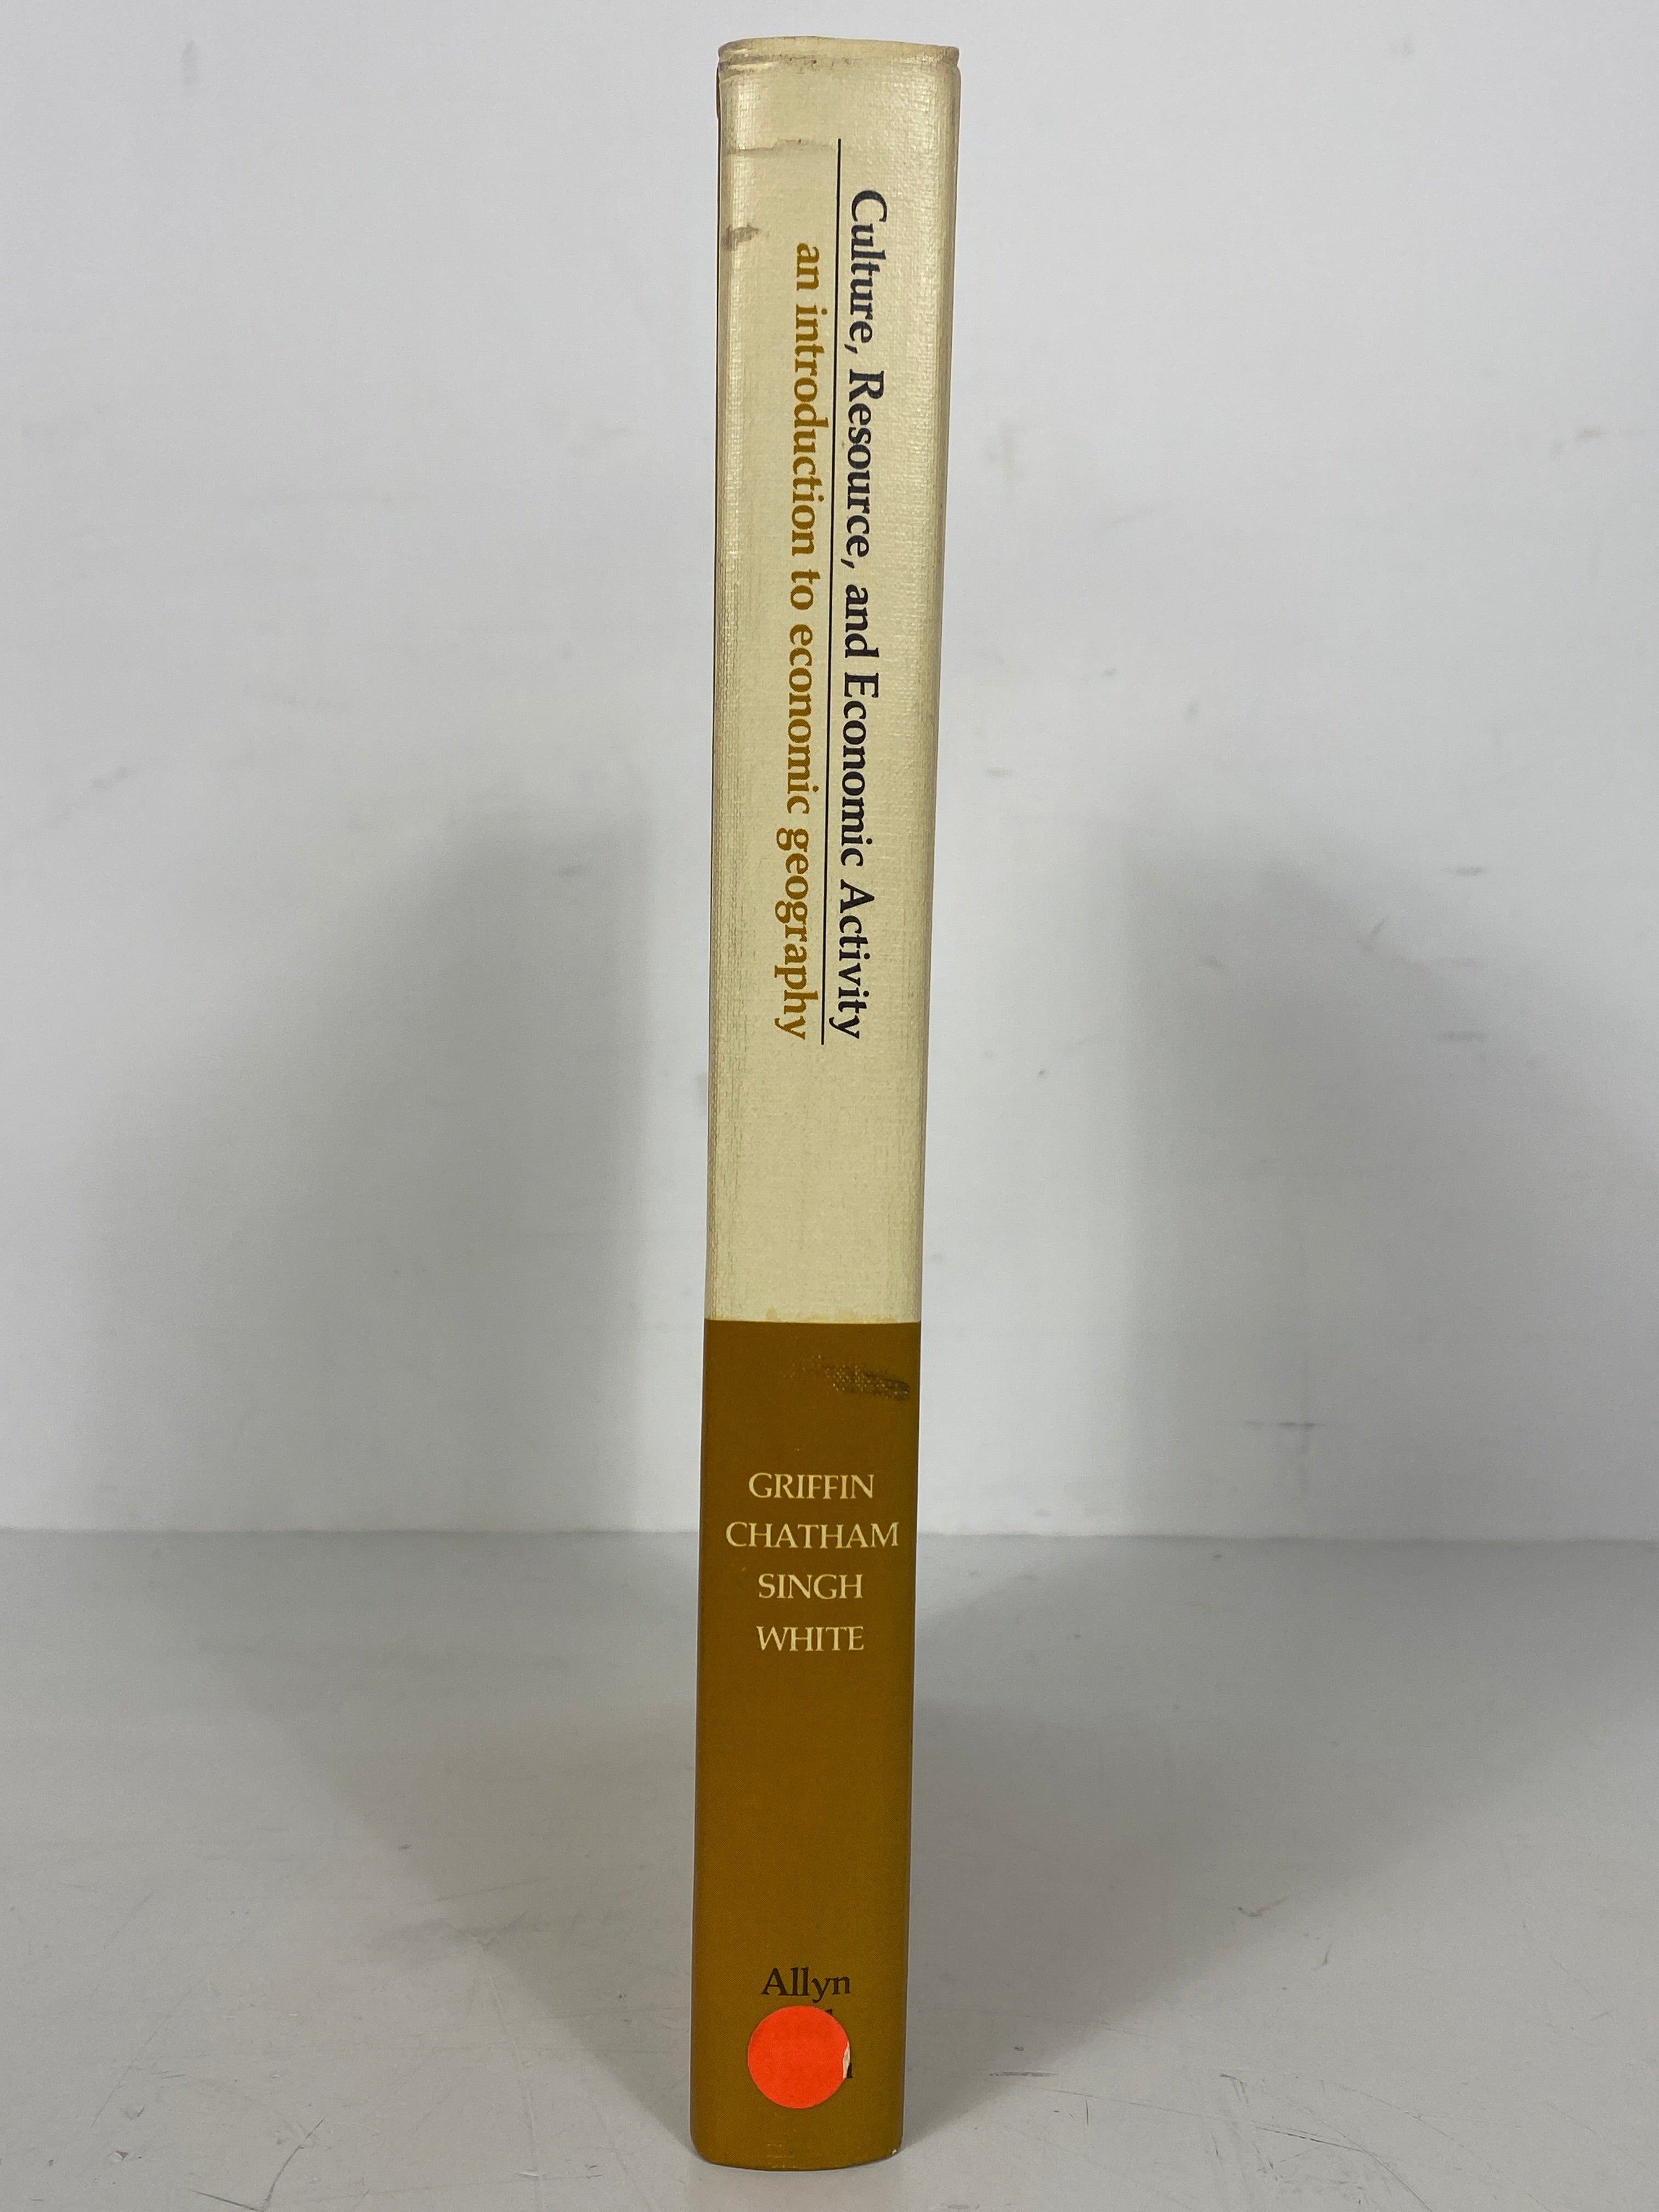 Culture, Resource, and Economic Activity
an introduction to economic geography
GRIFFIN
CHATHAM
SINGH
WHITE
Allyn